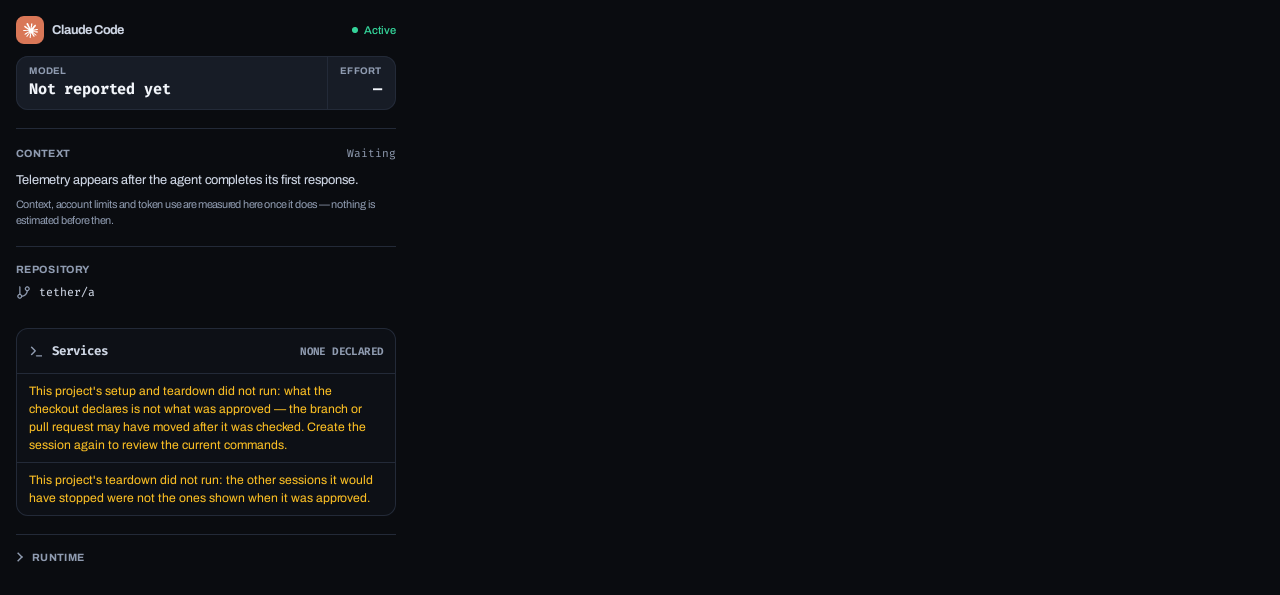 Claude Code
Active
MODEL
EFFORT
Not reported yet
—
CONTEXT
Waiting
Telemetry appears after the agent completes its first response.
Context, account limits and token use are measured here once it does — nothing is
estimated before then.
REPOSITORY
tether/a
Services
NONE DECLARED
This project's setup and teardown did not run: what the
checkout declares is not what was approved — the branch or
pull request may have moved after it was checked. Create the
session again to review the current commands.
This project's teardown did not run: the other sessions it would
have stopped were not the ones shown when it was approved.
RUNTIME